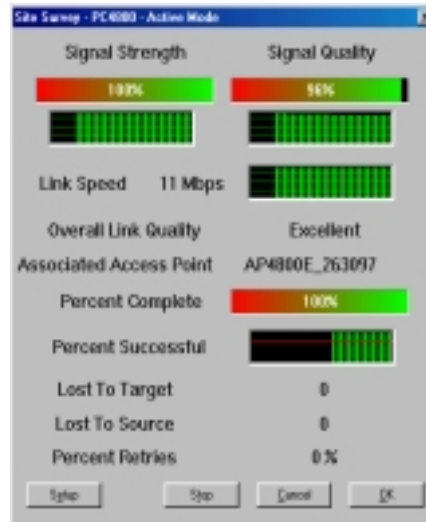 Site Survey - PC4800 - Active Mode
Signal Strength Signal Quality
100% 96%
Link Speed 11 Mbps
Overall Link Quality Excellent
Associated Access Point AP4800E_263097
Percent Complete 100%
Percent Successful
Lost To Target 0
Lost To Source 0
Percent Retries 0 %
Setup Stop Cancel OK